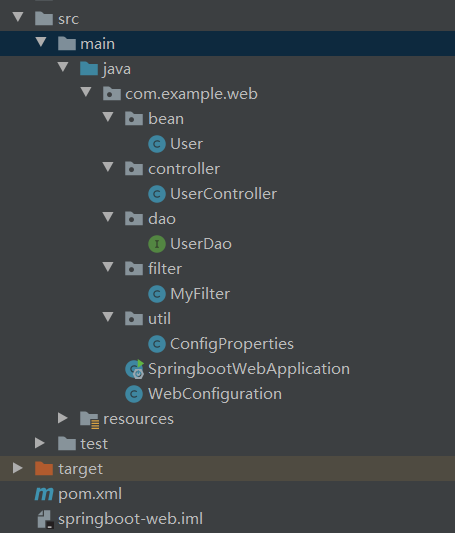 src
main
java
com.example.web
bean
User
controller
UserController
dao
UserDao
filter
MyFilter
util
ConfigProperties
SpringbootWebApplication
WebConfiguration
resources
test
target
pom.xml
springboot-web.iml